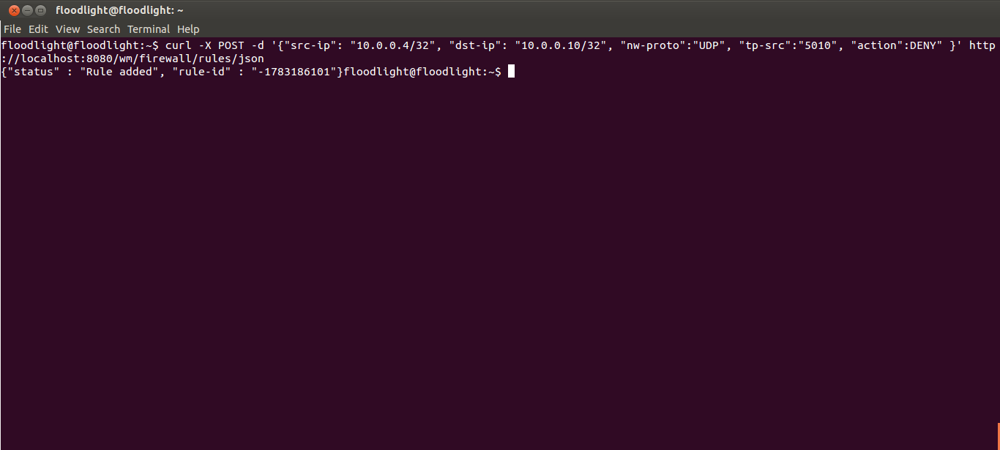 floodlight@floodlight: ~
File Edit View Search Terminal Help
floodlight@floodlight:~$ curl -X POST -d '{"src-ip": "10.0.0.4/32", "dst-ip": "10.0.0.10/32", "nw-proto":"UDP", "tp-src":"5010", "action":DENY" }' http
://localhost:8080/wm/firewall/rules/json
{"status" : "Rule added", "rule-id" : "-1783186101"}floodlight@floodlight:~$